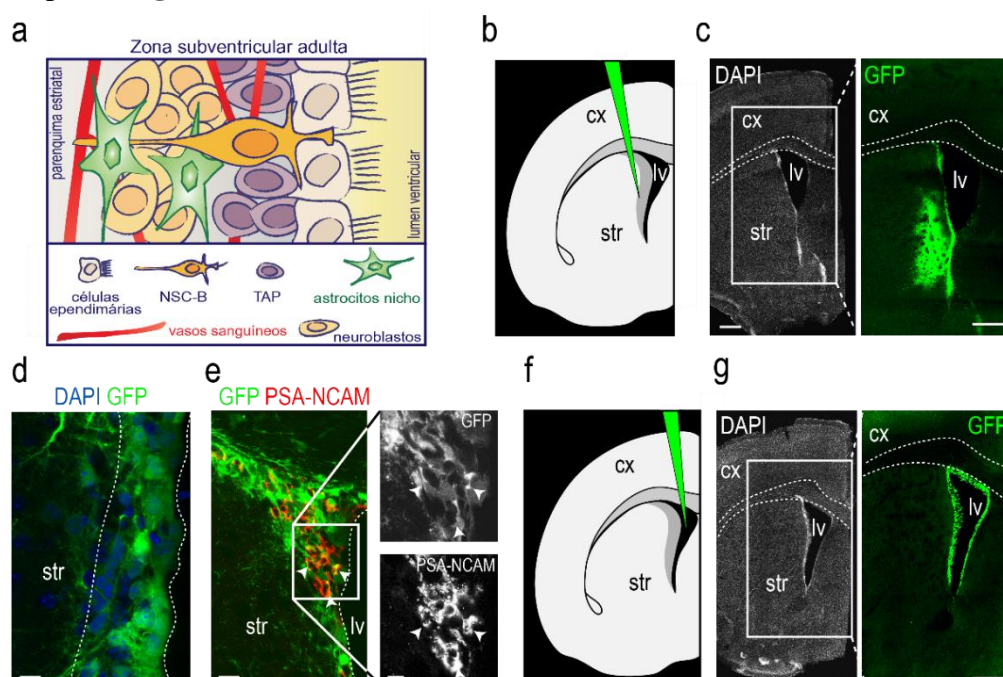 a
Zona subventricular adulta
parenquima estriatal
lumen ventricular
células
ependimárias
NSC-B
TAP
astrocitos nicho
vasos sanguíneos
neuroblastos
b
cx
lv
str
c
DAPI
cx
lv
str
GFP
cx
lv
d
DAPI GFP
str
e
GFP PSA-NCAM
str
lv
GFP
PSA-NCAM
f
cx
lv
str
g
DAPI
cx
lv
str
GFP
cx
lv